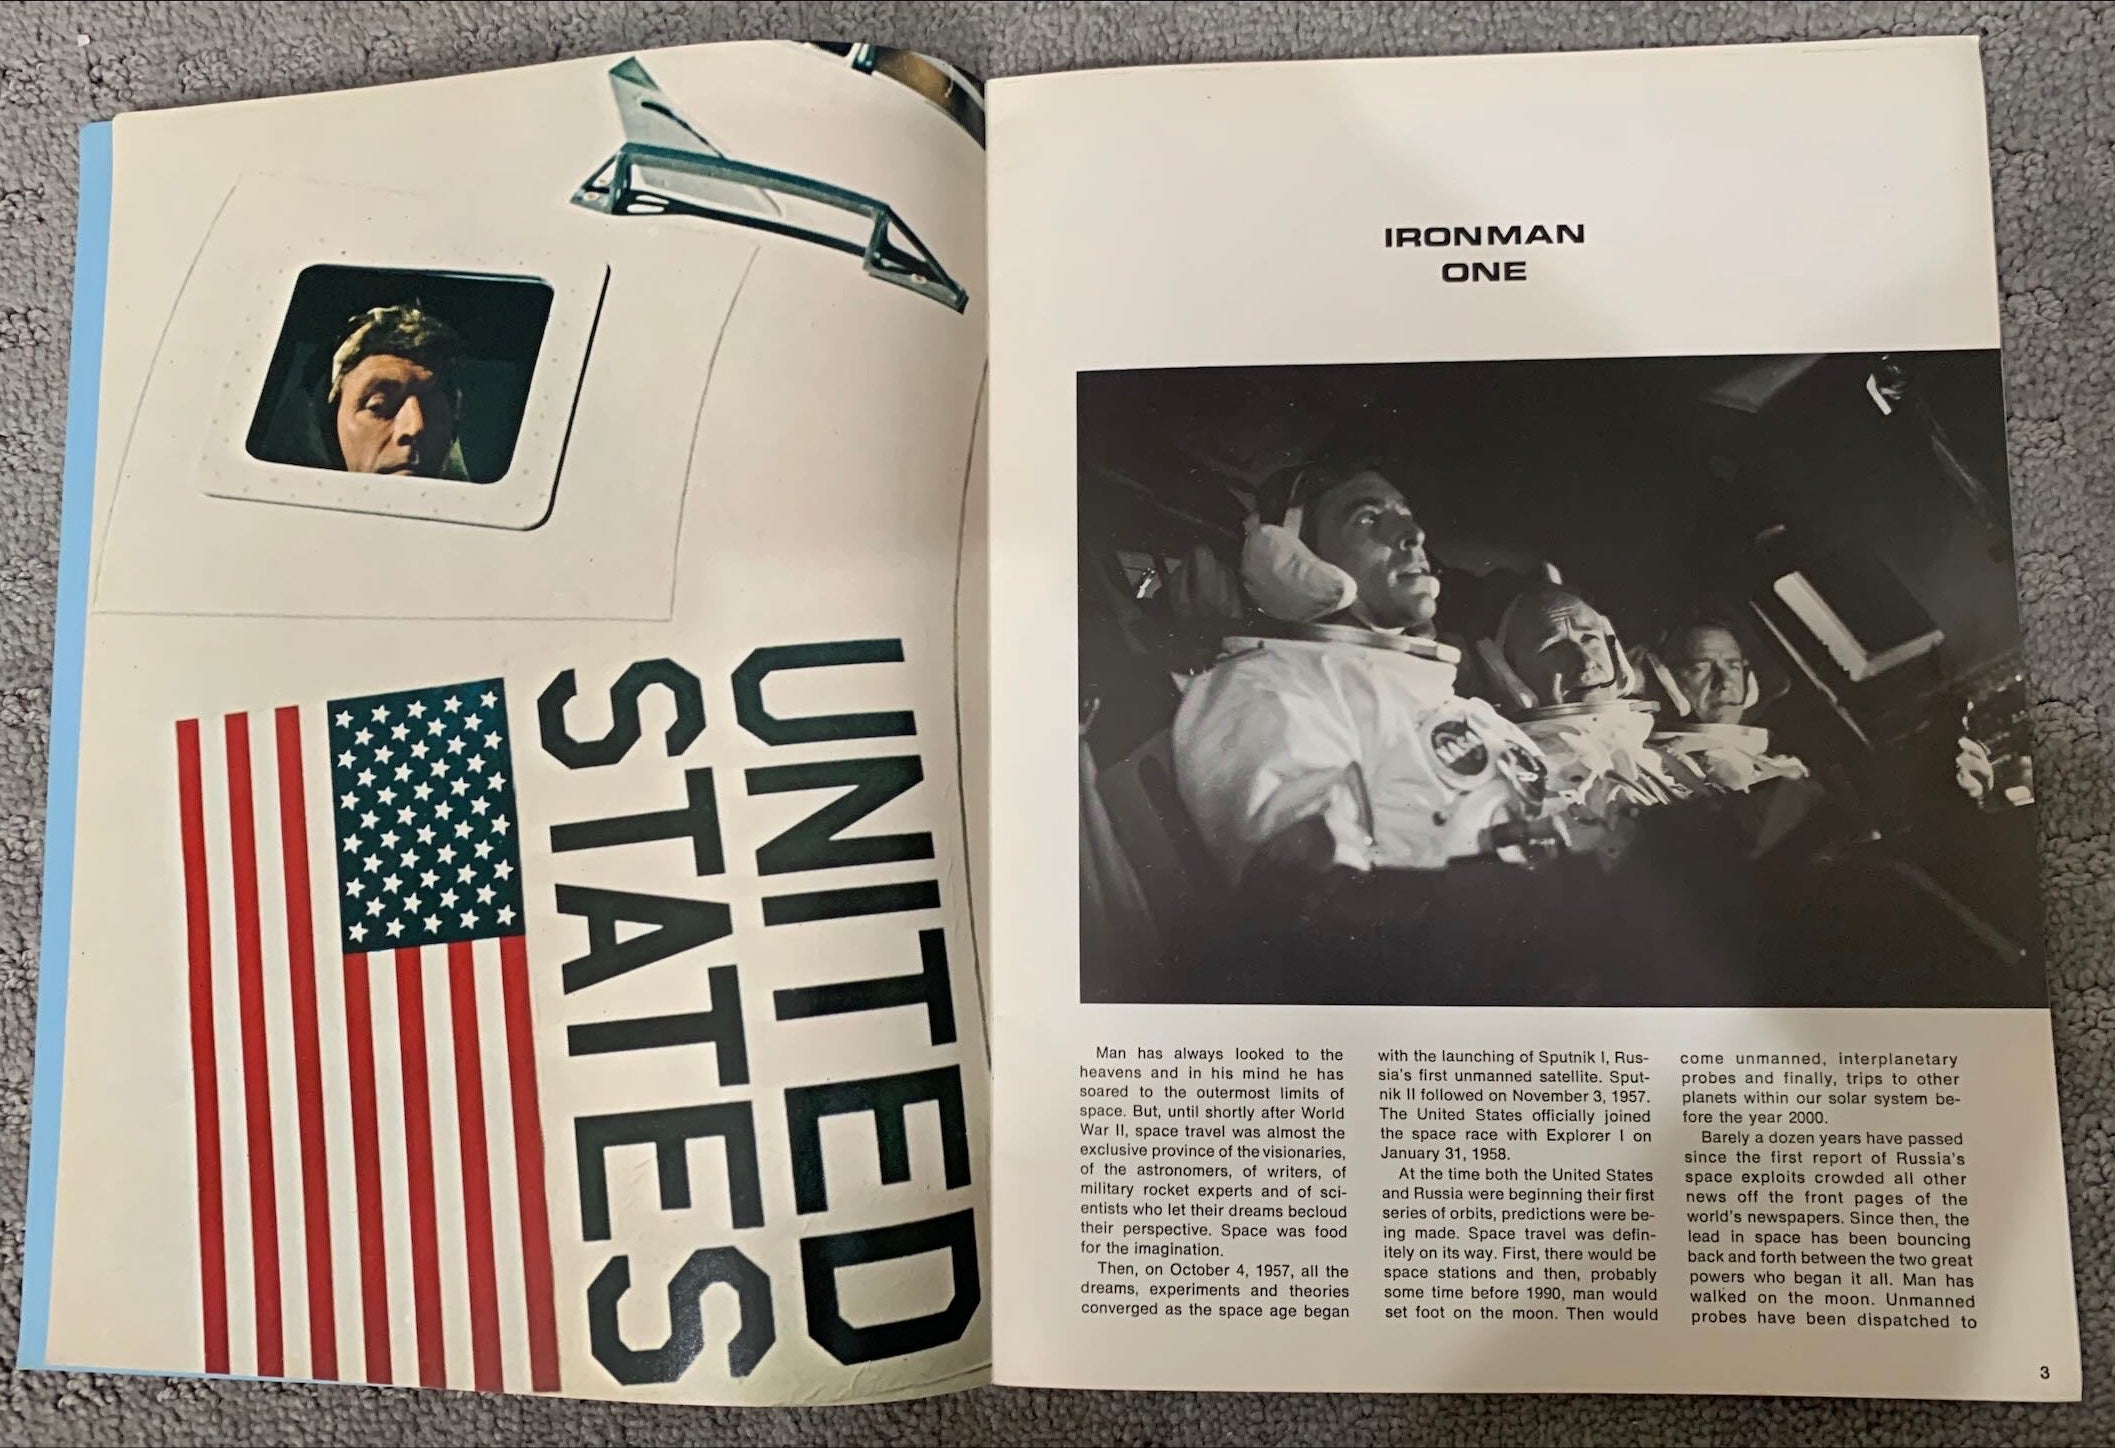 UNITED
STATES
IRONMAN
ONE
Man has always looked to the
heavens and in his mind he has
soared to the outermost limits of
space. But, until shortly after World
War II, space travel was almost the
exclusive province of the visionaries,
of the astronomers, of writers, of
military rocket experts and of sci-
entists who let their dreams becloud
their perspective. Space was food
for the imagination.
Then, on October 4, 1957, all the
dreams, experiments and theories
converged as the space age began
with the launching of Sputnik I, Rus-
sia's first unmanned satellite. Sput-
nik II followed on November 3, 1957.
The United States officially joined
the space race with Explorer I on
January 31, 1958.
At the time both the United States
and Russia were beginning their first
series of orbits, predictions were be-
ing made. Space travel was defin-
itely on its way. First, there would be
space stations and then, probably
some time before 1990, man would
set foot on the moon. Then would
come unmanned, interplanetary
probes and finally, trips to other
planets within our solar system be-
fore the year 2000.
Barely a dozen years have passed
since the first report of Russia's
space exploits crowded all other
news off the front pages of the
world's newspapers. Since then, the
lead in space has been bouncing
back and forth between the two great
powers who began it all. Man has
walked on the moon. Unmanned
probes have been dispatched to
3